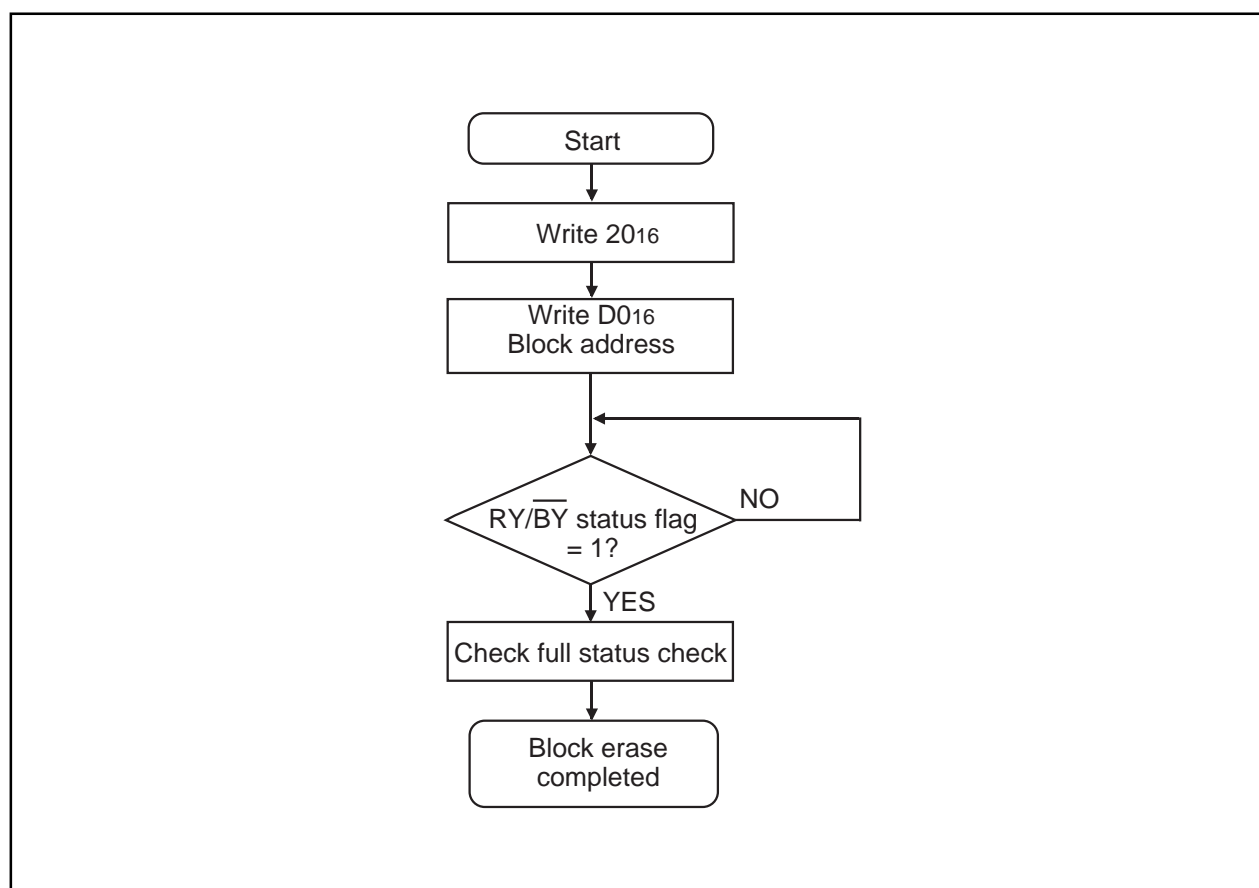 Start
Write 2016
Write D016
Block address
NO
RY/B̅Y̅ status flag
= 1?
YES
Check full status check
Block erase
completed